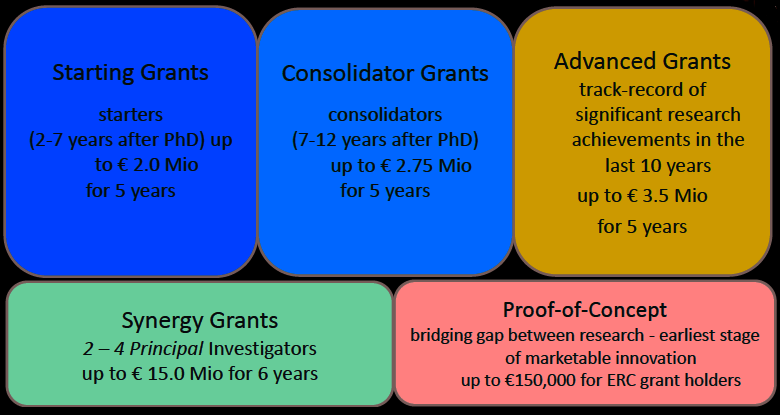 Starting Grants
starters
(2-7 years after PhD) up
to € 2.0 Mio
for 5 years
Consolidator Grants
consolidators
(7-12 years after PhD)
up to € 2.75 Mio
for 5 years
Advanced Grants
track-record of
significant research
achievements in the
last 10 years
up to € 3.5 Mio
for 5 years
Synergy Grants
2 – 4 Principal Investigators
up to € 15.0 Mio for 6 years
Proof-of-Concept
bridging gap between research - earliest stage
of marketable innovation
up to €150,000 for ERC grant holders